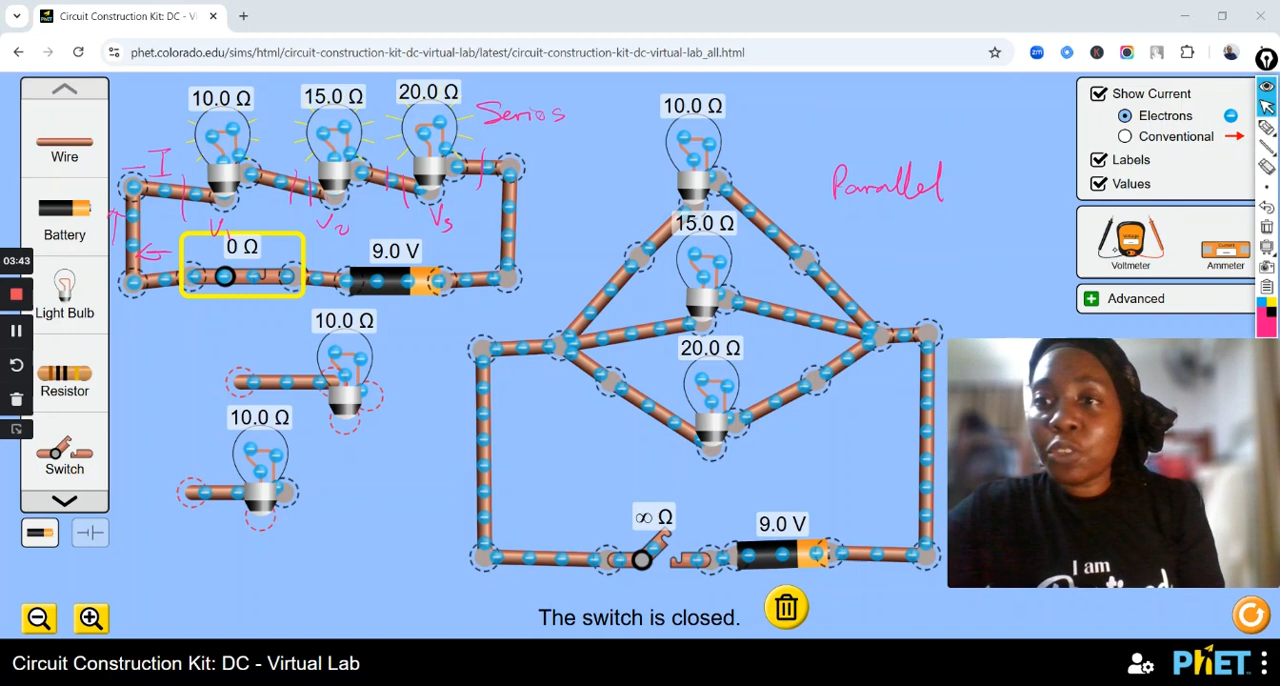 Circuit Construction Kit: DC - V
phet.colorado.edu/sims/html/circuit-construction-kit-dc-virtual-lab/latest/circuit-construction-kit-dc-virtual-lab_all.html
zm
K
Wire
Battery
Light Bulb
Resistor
Switch
03:43
10.0 Ω
15.0 Ω
20.0 Ω
Series
I
V1
V2
V3
0 Ω
9.0 V
10.0 Ω
10.0 Ω
10.0 Ω
15.0 Ω
20.0 Ω
Parallel
∞ Ω
9.0 V
Show Current
Electrons
Conventional
Labels
Values
Voltage
Voltmeter
Current
Ammeter
Advanced
I am
The switch is closed.
Circuit Construction Kit: DC - Virtual Lab
PhET